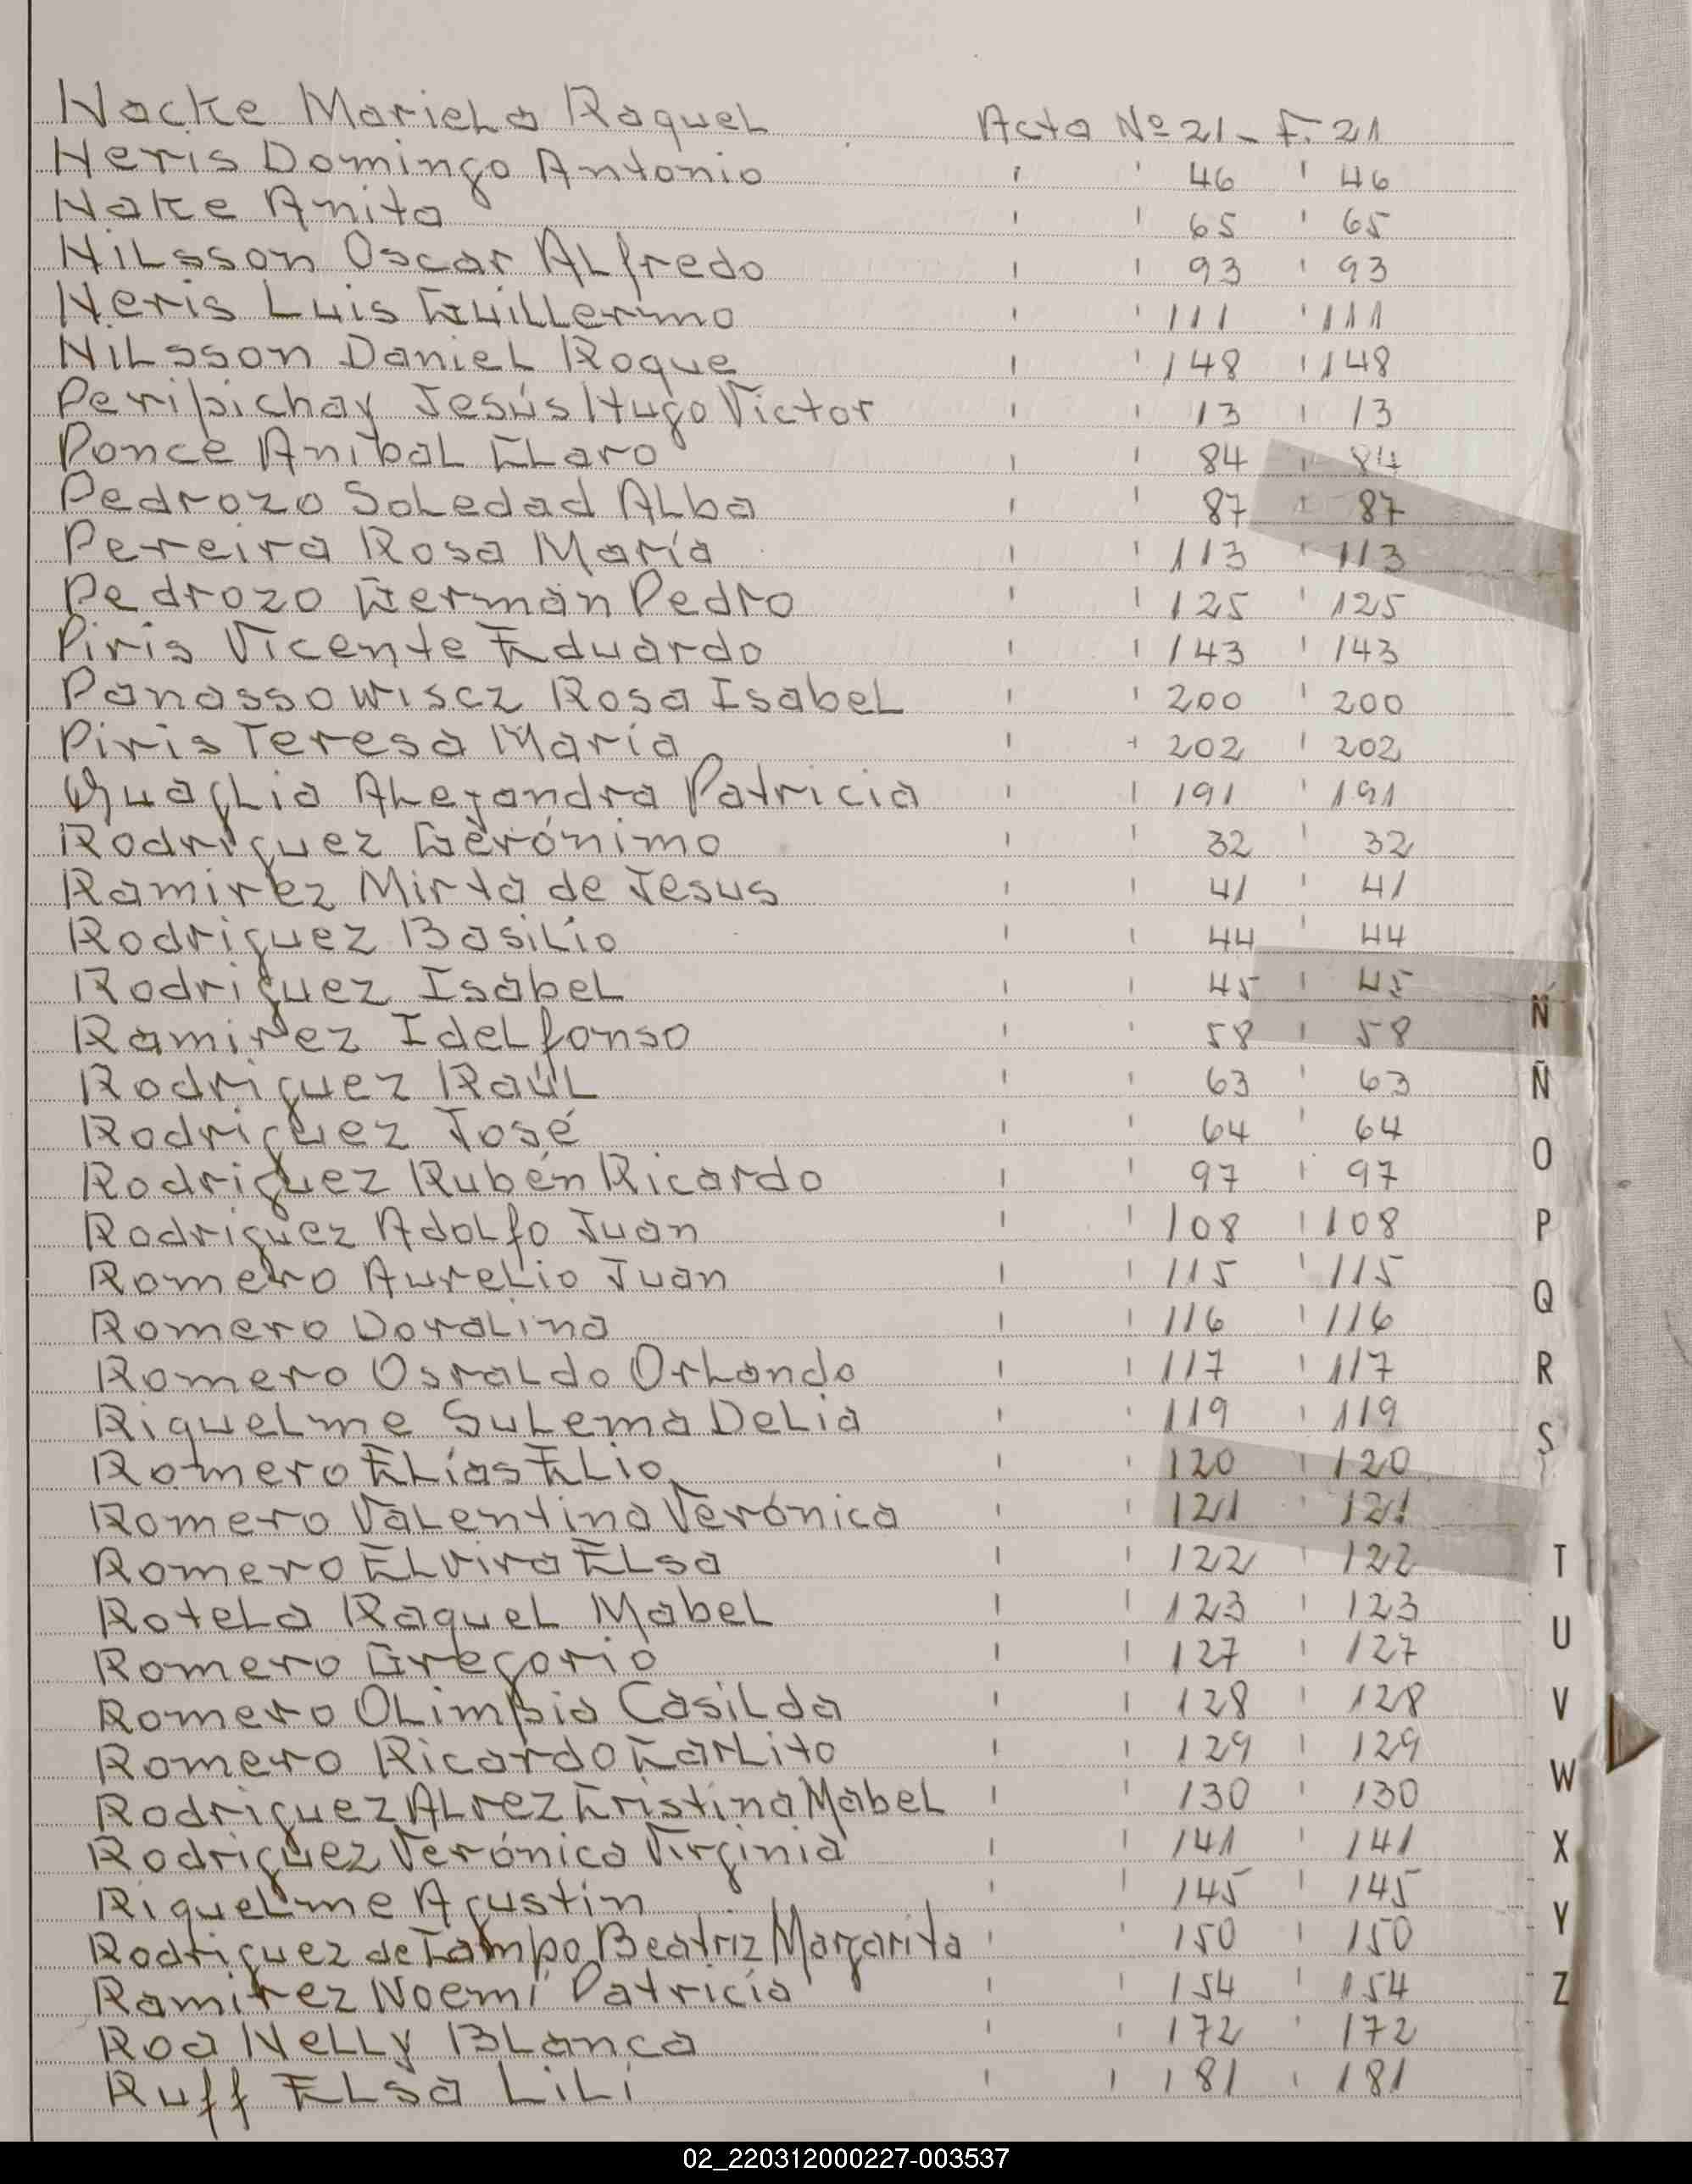 Nacke Mariela Raquel Acta Nº 21 - F. 21
Neris Domingo Antonio ' ' 46 ' 46
Nake Anita ' ' 65 ' 65
Nilsson Oscar Alfredo ' ' 93 ' 93
Neris Luis Guillermo ' ' 111 ' 111
Nilsson Daniel Roque ' ' 148 ' 148
Peripichay Jesús Hugo Victor ' ' 13 ' 13
Ponce Anibal Claro ' ' 84 ' 84
Pedrozo Soledad Alba ' ' 87 ' 87
Pereira Rosa María ' ' 113 ' 113
Pedrozo Germán Pedro ' ' 125 ' 125
Piris Vicente Eduardo ' ' 143 ' 143
Panassowiscz Rosa Isabel ' ' 200 ' 200
Piris Teresa María ' ' 202 ' 202
Quaglia Alejandra Patricia ' ' 191 ' 191
Rodriguez Gerónimo ' ' 32 ' 32
Ramirez Mirta de Jesus ' ' 41 ' 41
Rodriguez Basilio ' ' 44 ' 44
Rodriguez Isabel ' ' 45 ' 45
Ramirez Idelfonso ' ' 58 ' 58
Rodriguez Raúl ' ' 63 ' 63
Rodriguez José ' ' 64 ' 64
Rodriguez Rubén Ricardo ' ' 97 ' 97
Rodriguez Adolfo Juan ' ' 108 ' 108
Romero Aurelio Juan ' ' 115 ' 115
Romero Doralina ' ' 116 ' 116
Romero Osvaldo Orlando ' ' 117 ' 117
Riquelme Sulema Delia ' ' 119 ' 119
Romero Elías Elio ' ' 120 ' 120
Romero Valentina Verónica ' ' 121 ' 121
Romero Elvira Elsa ' ' 122 ' 122
Rotela Raquel Mabel ' ' 123 ' 123
Romero Gregorio ' ' 127 ' 127
Romero Olimpia Casilda ' ' 128 ' 128
Romero Ricardo Carlito ' ' 129 ' 129
Rodriguez Alvez Cristina Mabel ' ' 130 ' 130
Rodriguez Verónica Virginia ' ' 141 ' 141
Riquelme Agustín ' ' 145 ' 145
Rodriguez de Campo Beatriz Margarita ' ' 150 ' 150
Ramirez Noemí Patricia ' ' 154 ' 154
Roa Nelly Blanca ' ' 172 ' 172
Ruff Elsa Lili ' ' 181 ' 181
N
Ñ
O
P
Q
R
S
T
U
V
W
X
Y
Z
02_220312000227-003537